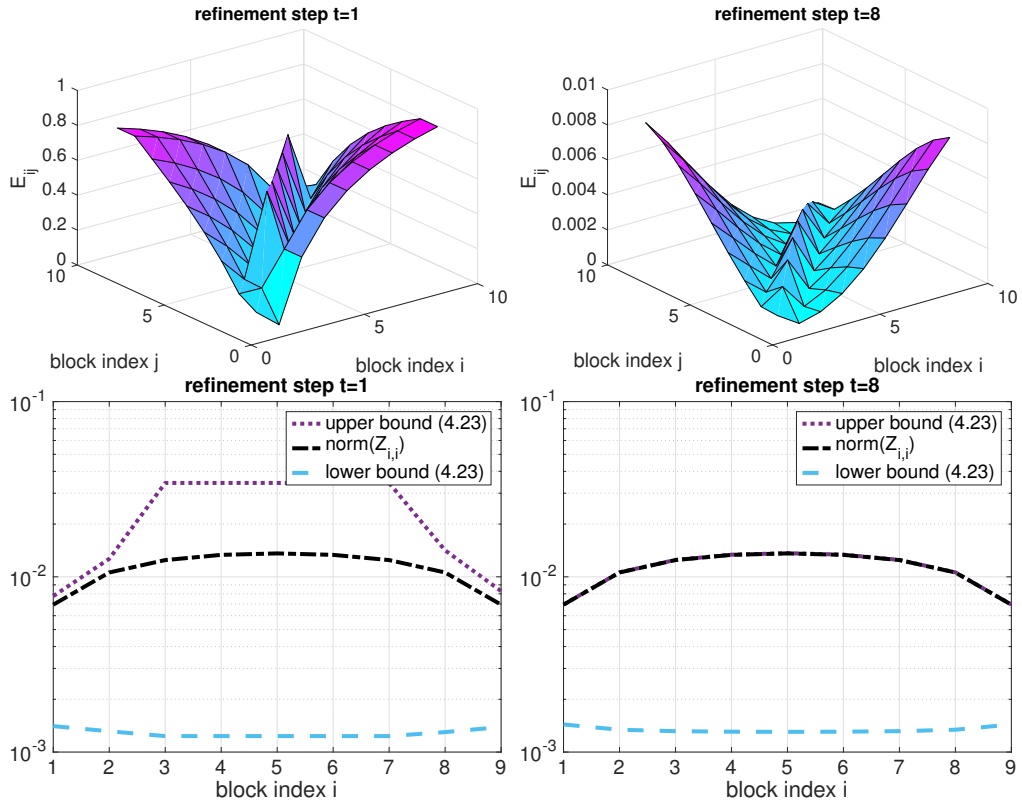 refinement step t=1
1
0.8
0.6
0.4
0.2
0
E_ij
10
5
0
block index j
0
5
10
block index i
refinement step t=8
0.01
0.008
0.006
0.004
0.002
0
E_ij
10
5
0
block index j
0
5
10
block index i
refinement step t=1
10^-1
10^-2
10^-3
upper bound (4.23)
norm(Z_i,i)
lower bound (4.23)
1 2 3 4 5 6 7 8 9
block index i
refinement step t=8
10^-1
10^-2
10^-3
upper bound (4.23)
norm(Z_i,i)
lower bound (4.23)
1 2 3 4 5 6 7 8 9
block index i